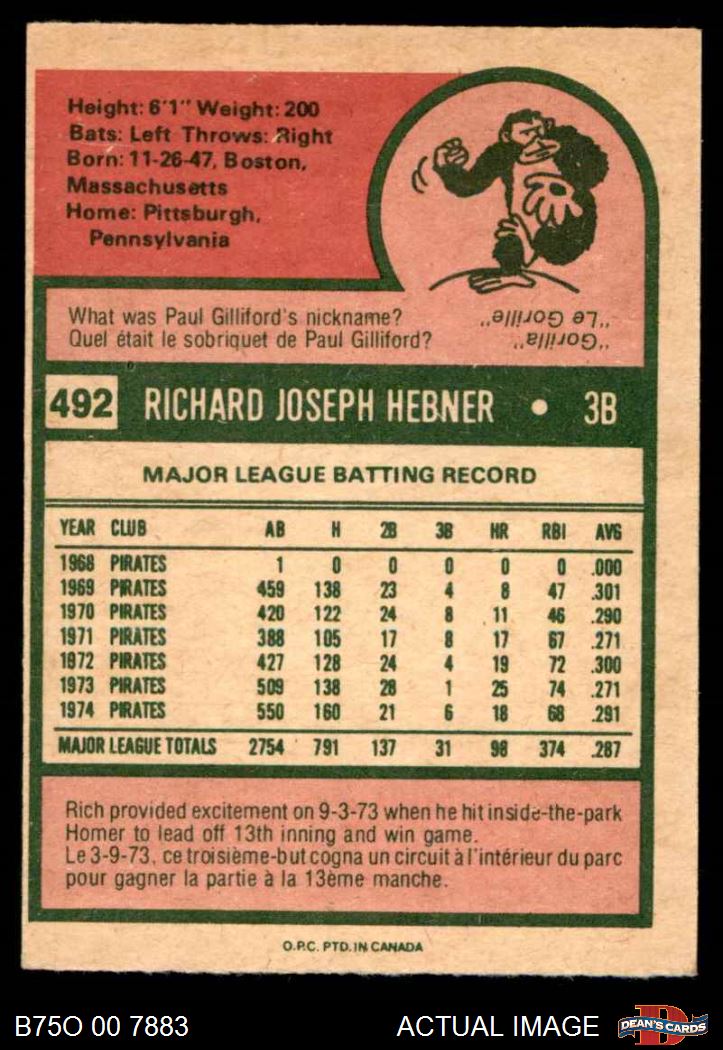 Height: 6'1" Weight: 200
Bats: Left Throws: Right
Born: 11-26-47, Boston,
Massachusetts
Home: Pittsburgh,
Pennsylvania
What was Paul Gilliford's nickname?
Quel était le sobriquet de Paul Gilliford?
"Gorilla"
"Le Gorille"
492 RICHARD JOSEPH HEBNER • 3B
MAJOR LEAGUE BATTING RECORD
YEAR CLUB AB H 2B 3B HR RBI AVG
1968 PIRATES 1 0 0 0 0 0 .000
1969 PIRATES 459 138 23 4 8 47 .301
1970 PIRATES 420 122 24 8 11 46 .290
1971 PIRATES 388 105 17 8 17 67 .271
1972 PIRATES 427 128 24 4 19 72 .300
1973 PIRATES 509 138 28 1 25 74 .271
1974 PIRATES 550 160 21 6 18 68 .291
MAJOR LEAGUE TOTALS 2754 791 137 31 98 374 .287
Rich provided excitement on 9-3-73 when he hit inside-the-park
Homer to lead off 13th inning and win game.
Le 3-9-73, ce troisième-but cogna un circuit à l'intérieur du parc
pour gagner la partie à la 13ème manche.
O.P.C. PTD. IN CANADA
B75O 00 7883 ACTUAL IMAGE D DEAN'S CARDS